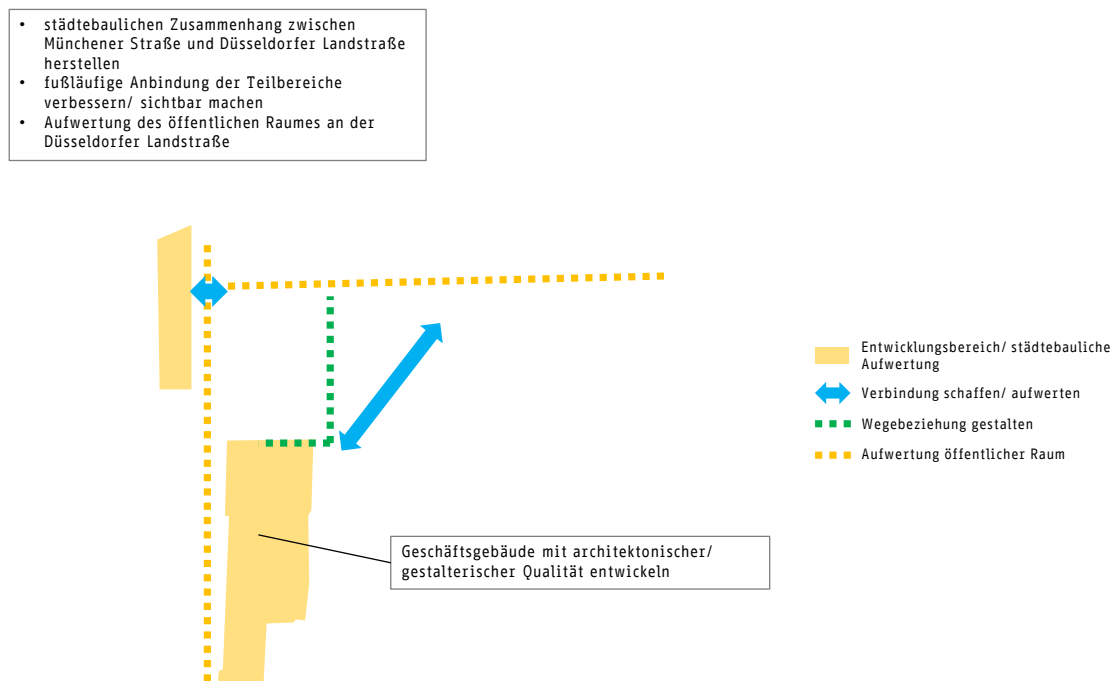 • städtebaulichen Zusammenhang zwischen
Münchener Straße und Düsseldorfer Landstraße
herstellen
• fußläufige Anbindung der Teilbereiche
verbessern/ sichtbar machen
• Aufwertung des öffentlichen Raumes an der
Düsseldorfer Landstraße
Entwicklungsbereich/ städtebauliche
Aufwertung
Verbindung schaffen/ aufwerten
Wegebeziehung gestalten
Aufwertung öffentlicher Raum
Geschäftsgebäude mit architektonischer/
gestalterischer Qualität entwickeln